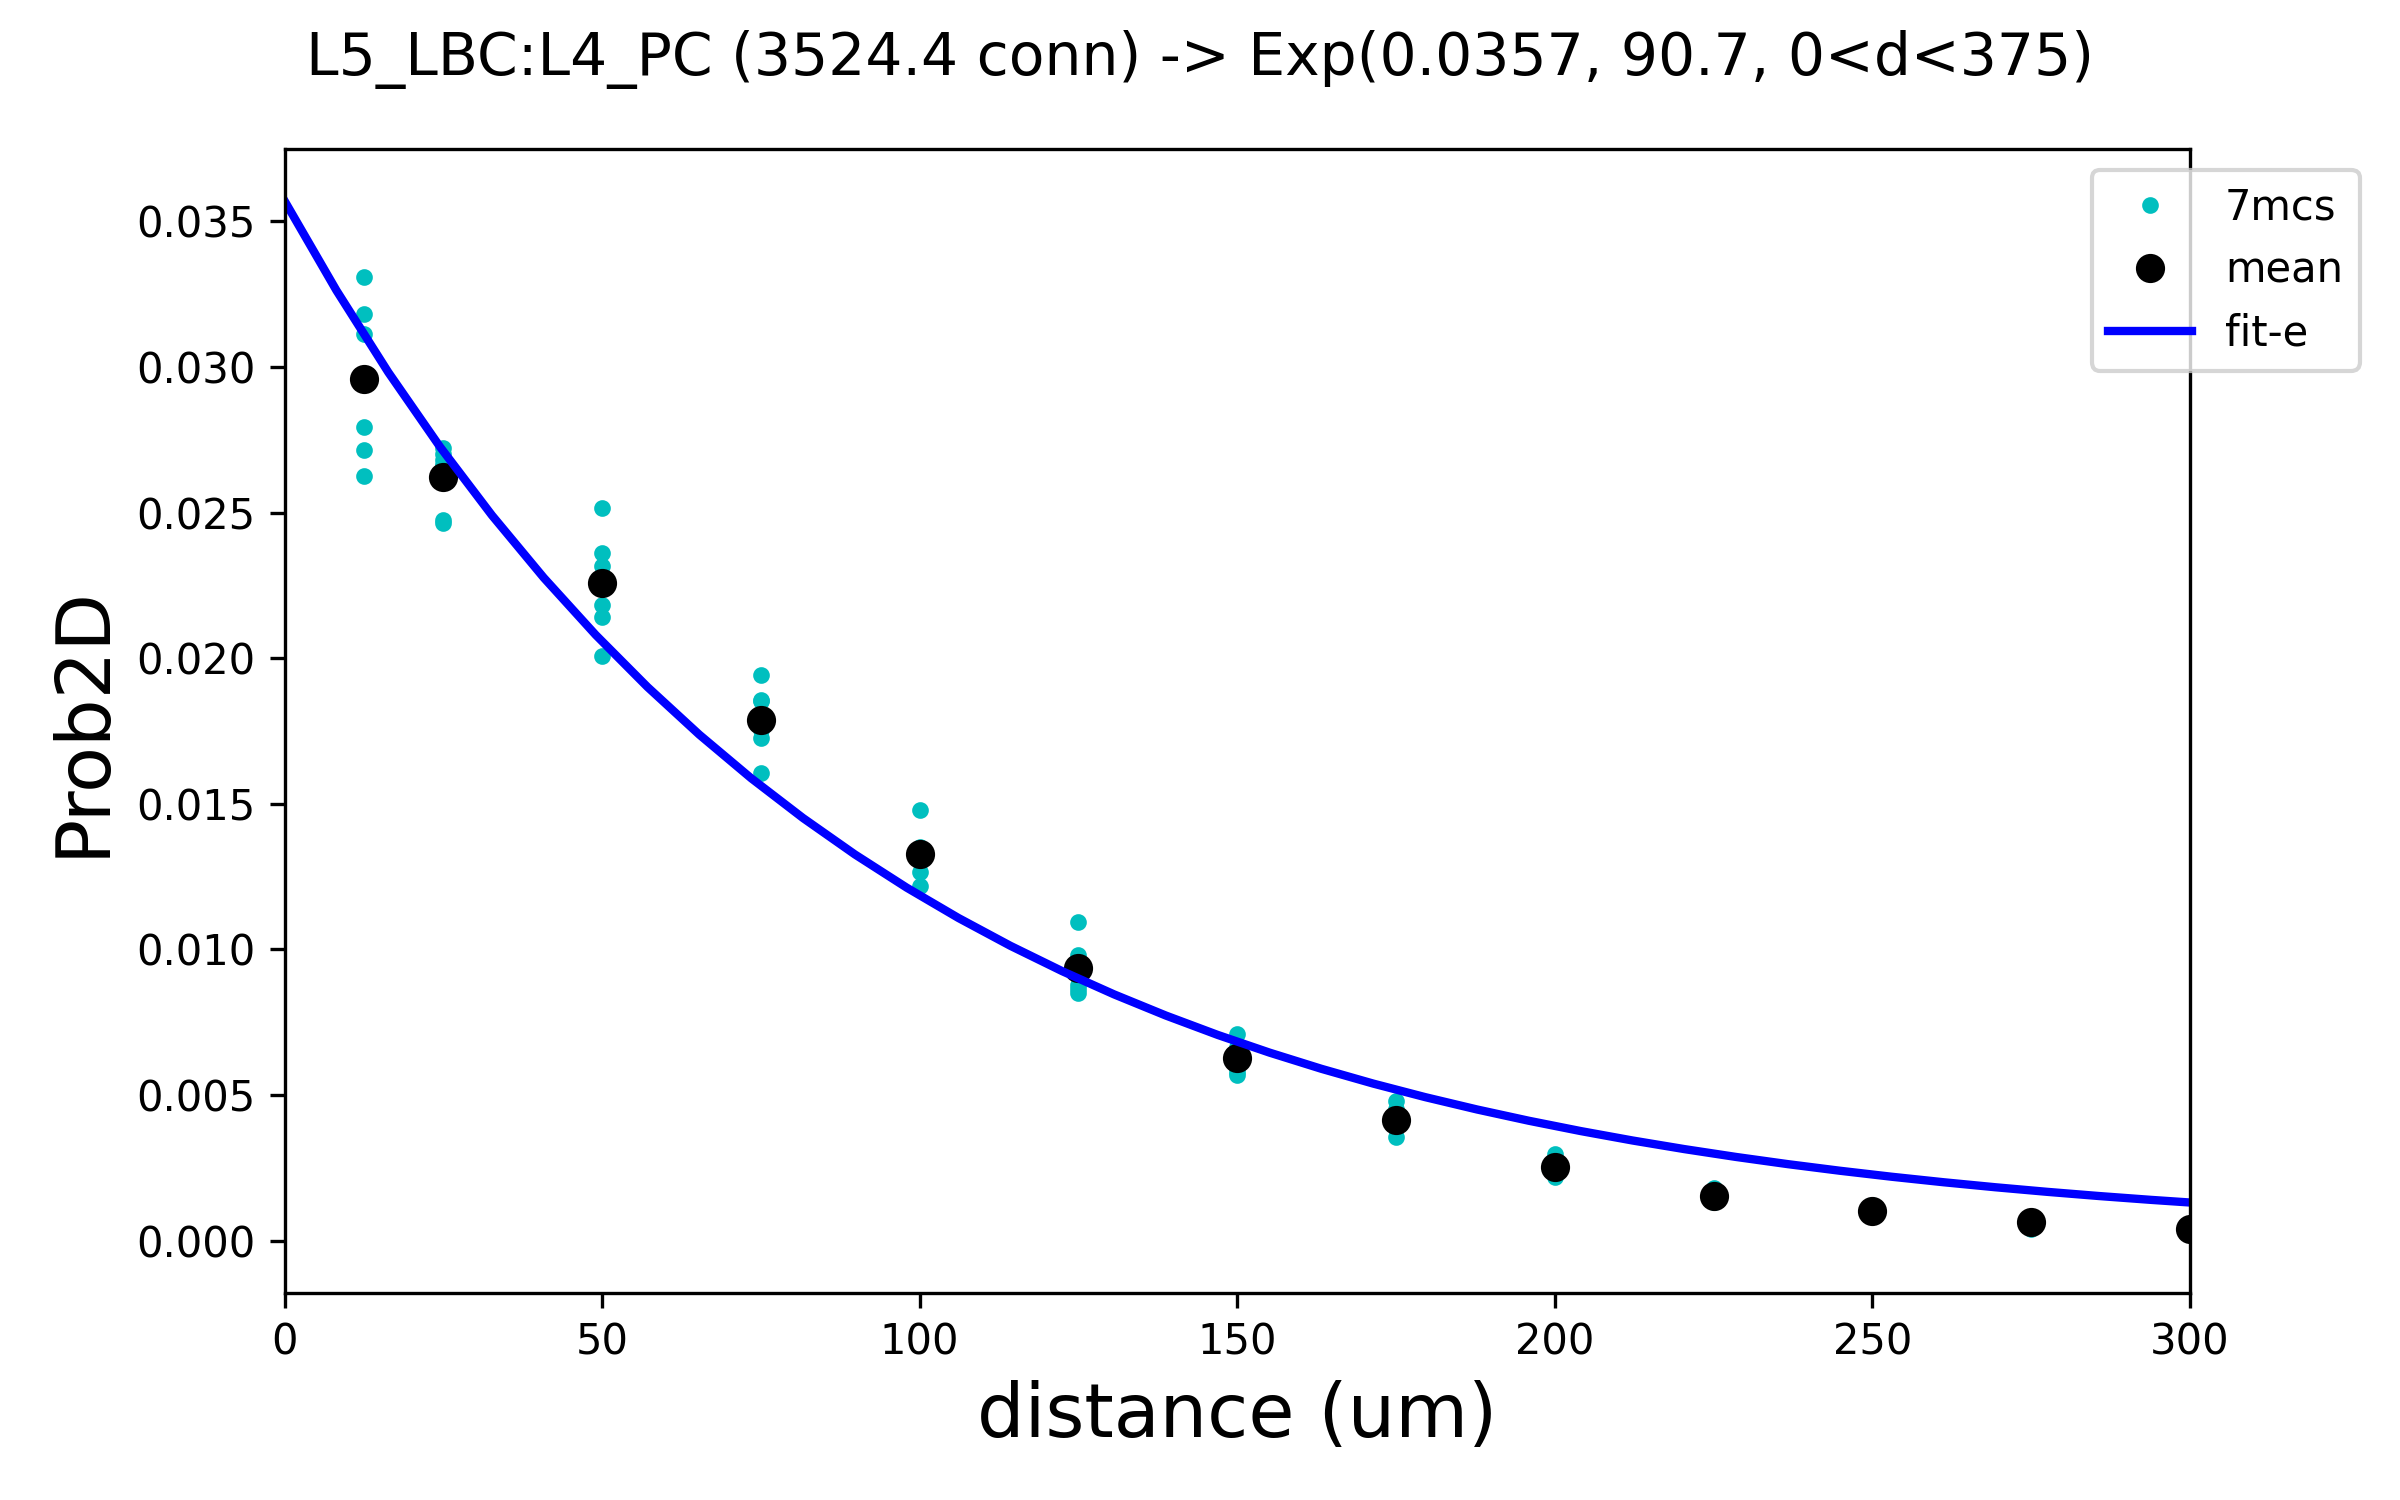 L5_LBC:L4_PC (3524.4 conn) -> Exp(0.0357, 90.7, 0<d<375)
7mcs
mean
fit-e
Prob2D
0.035
0.030
0.025
0.020
0.015
0.010
0.005
0.000
0 50 100 150 200 250 300
distance (um)